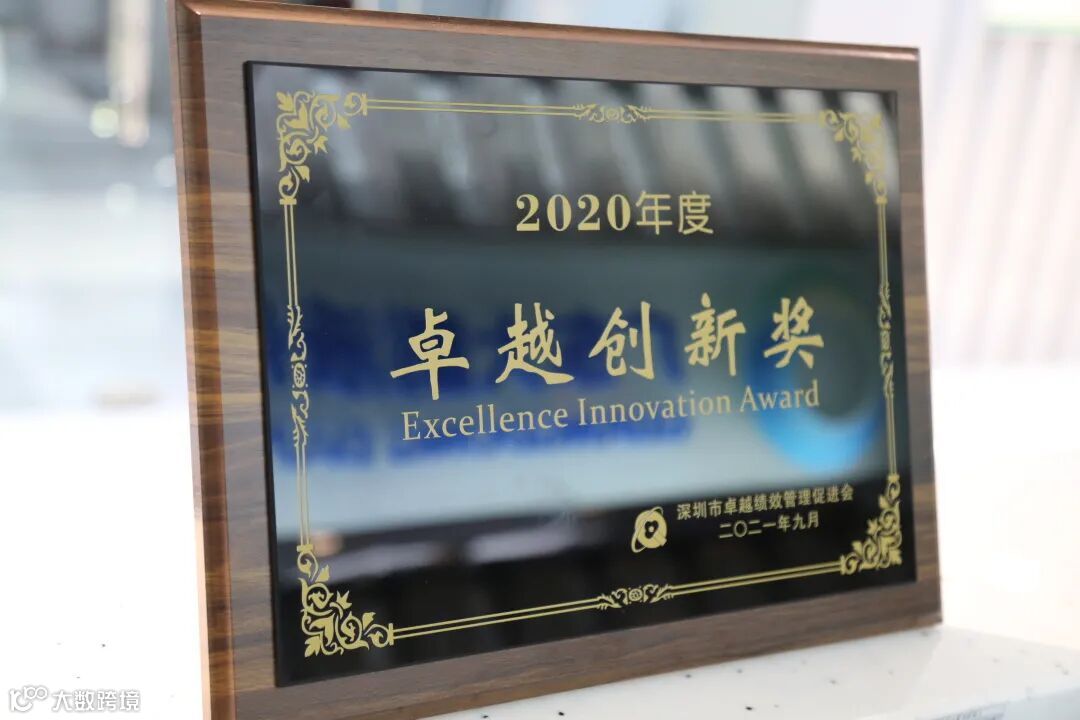 2020年度
卓越创新奖
Excellence Innovation Award
深圳市卓越绩效管理促进会
二〇二一年九月
大数跨境